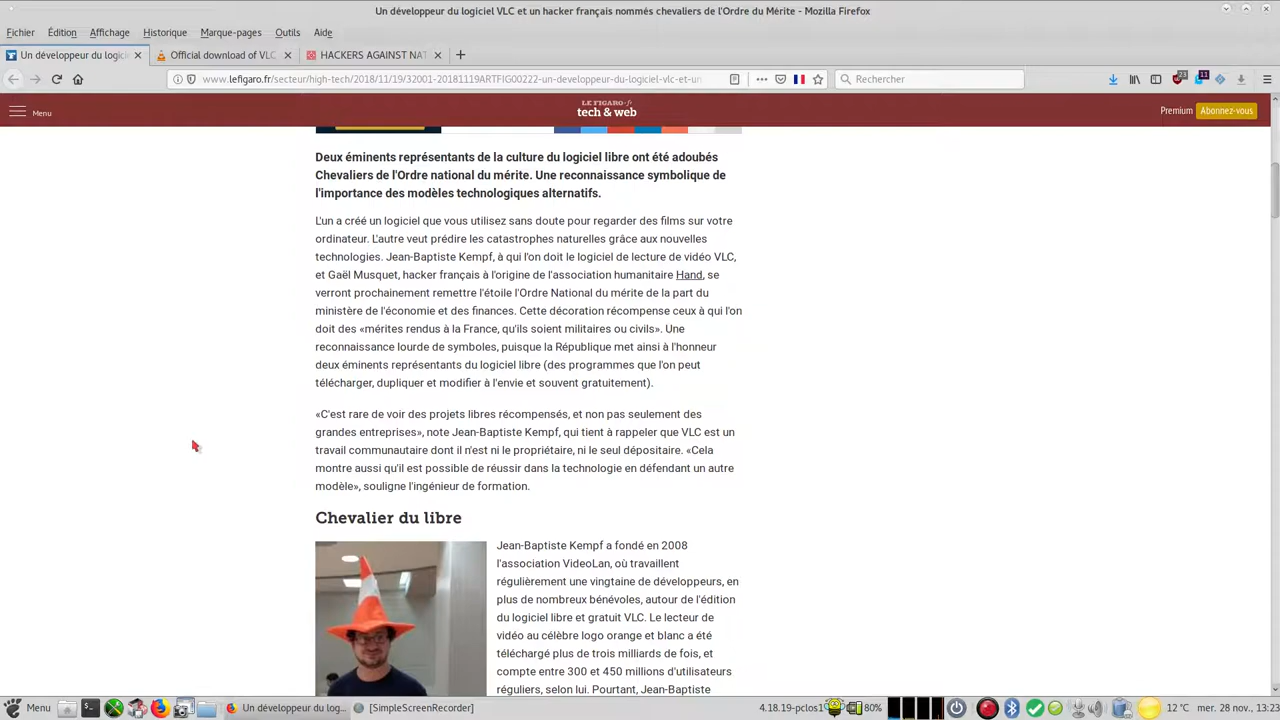 Un développeur du logiciel VLC et un hacker français nommés chevaliers de l'Ordre du Mérite - Mozilla Firefox
Fichier Édition Affichage Historique Marque-pages Outils Aide
Un développeur du logici Official download of VLC HACKERS AGAINST NAT
www.lefigaro.fr/secteur/high-tech/2018/11/19/32001-20181119ARTFIG00222-un-developpeur-du-logiciel-vlc-et-un Rechercher 23 11
Menu LE FIGARO·fr Premium Abonnez-vous
tech & web
Deux éminents représentants de la culture du logiciel libre ont été adoubés
Chevaliers de l'Ordre national du mérite. Une reconnaissance symbolique de
l'importance des modèles technologiques alternatifs.
L'un a créé un logiciel que vous utilisez sans doute pour regarder des films sur votre
ordinateur. L'autre veut prédire les catastrophes naturelles grâce aux nouvelles
technologies. Jean-Baptiste Kempf, à qui l'on doit le logiciel de lecture de vidéo VLC,
et Gaël Musquet, hacker français à l'origine de l'association humanitaire Hand, se
verront prochainement remettre l'étoile l'Ordre National du mérite de la part du
ministère de l'économie et des finances. Cette décoration récompense ceux à qui l'on
doit des «mérites rendus à la France, qu'ils soient militaires ou civils». Une
reconnaissance lourde de symboles, puisque la République met ainsi à l'honneur
deux éminents représentants du logiciel libre (des programmes que l'on peut
télécharger, dupliquer et modifier à l'envie et souvent gratuitement).
«C'est rare de voir des projets libres récompensés, et non pas seulement des
grandes entreprises», note Jean-Baptiste Kempf, qui tient à rappeler que VLC est un
travail communautaire dont il n'est ni le propriétaire, ni le seul dépositaire. «Cela
montre aussi qu'il est possible de réussir dans la technologie en défendant un autre
modèle», souligne l'ingénieur de formation.
Chevalier du libre
Jean-Baptiste Kempf a fondé en 2008
l'association VideoLan, où travaillent
régulièrement une vingtaine de développeurs, en
plus de nombreux bénévoles, autour de l'édition
du logiciel libre et gratuit VLC. Le lecteur de
vidéo au célèbre logo orange et blanc a été
téléchargé plus de trois milliards de fois, et
compte entre 300 et 450 millions d'utilisateurs
réguliers, selon lui. Pourtant, Jean-Baptiste
Menu Un développeur du log... [SimpleScreenRecorder] 4.18.19-pclos1 80% 12 °C mer. 28 nov., 13:23